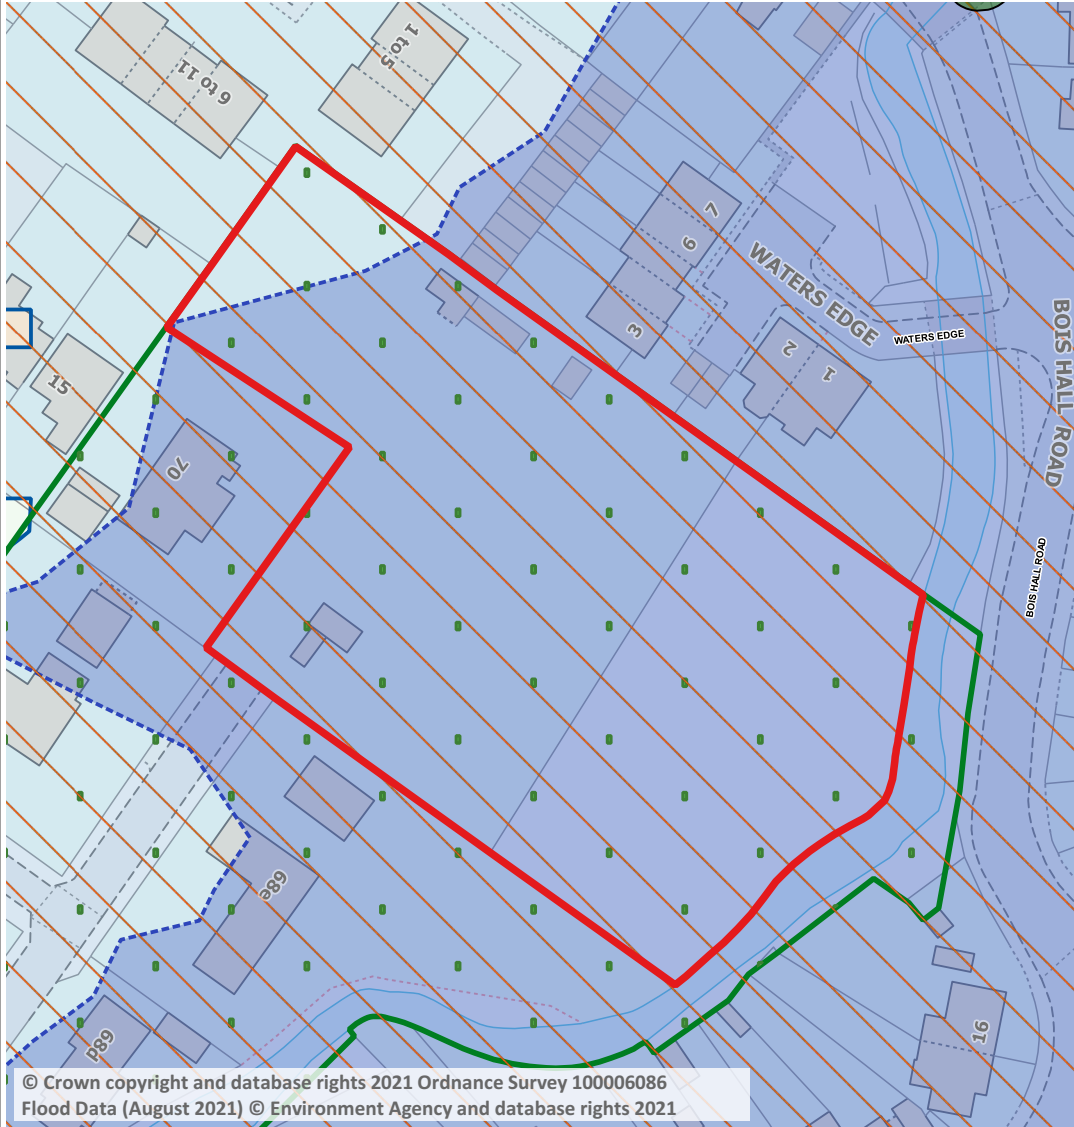 6 to 11
1 to 5
7
6
3
WATERS EDGE
WATERS EDGE
2
1
BOIS HALL ROAD
BOIS HALL ROAD
15
70
68e
68d
16
© Crown copyright and database rights 2021 Ordnance Survey 100006086
Flood Data (August 2021) © Environment Agency and database rights 2021